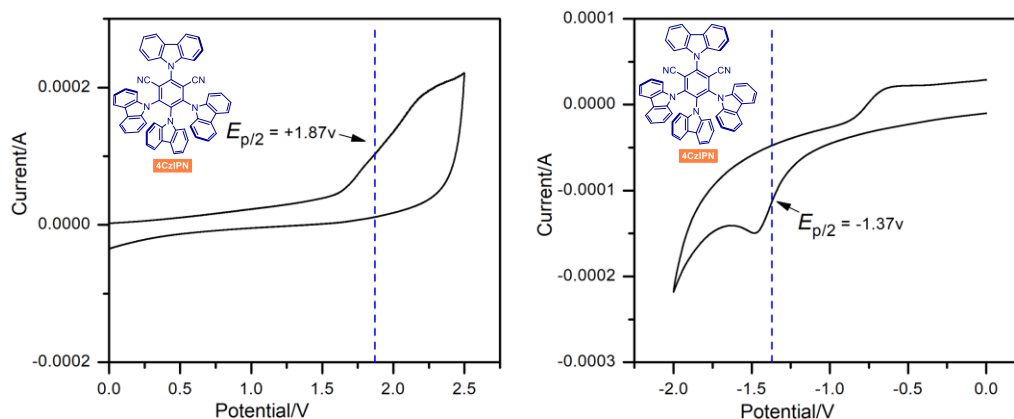 0.0002
0.0000
-0.0002
Current/A
0.0
0.5
1.0
1.5
2.0
2.5
Potential/V
N
NC
CN
N
N
N
4CzIPN
Ep/2 = +1.87v
0.0001
0.0000
-0.0001
-0.0002
-0.0003
Current/A
-2.0
-1.5
-1.0
-0.5
0.0
Potential/V
N
NC
CN
N
N
N
4CzIPN
Ep/2 = -1.37v